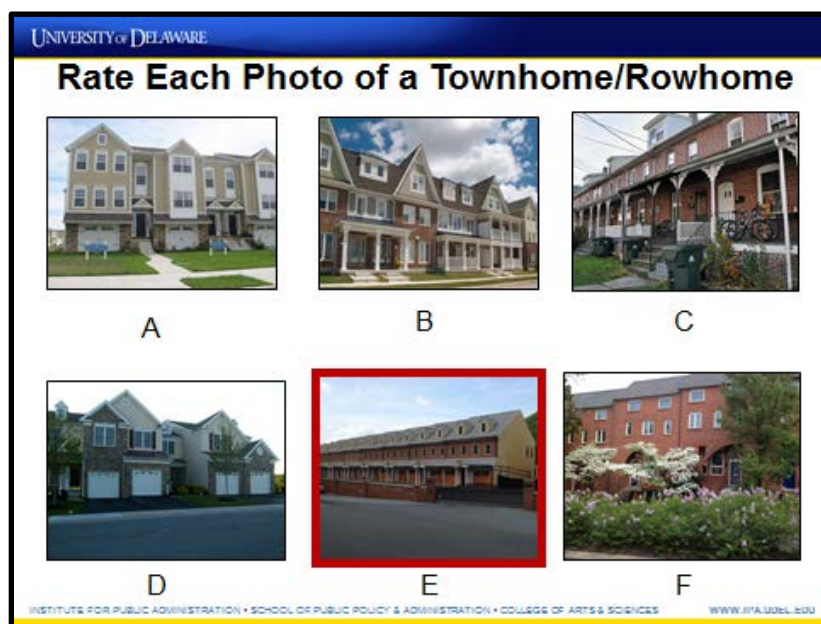 UNIVERSITY OF DELAWARE
Rate Each Photo of a Townhome/Rowhome
A
B
C
D
E
F
INSTITUTE FOR PUBLIC ADMINISTRATION • SCHOOL OF PUBLIC POLICY & ADMINISTRATION • COLLEGE OF ARTS & SCIENCES WWW.IPA.UDEL.EDU